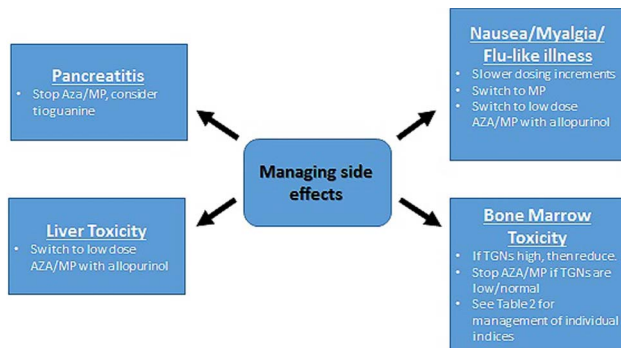 Pancreatitis
• Stop Aza/MP, consider
tioguanine
Nausea/Myalgia/
Flu-like illness
• Slower dosing increments
• Switch to MP
• Switch to low dose
AZA/MP with allopurinol
Managing side
effects
Liver Toxicity
• Switch to low dose
AZA/MP with allopurinol
Bone Marrow
Toxicity
• If TGNs high, then reduce.
• Stop AZA/MP if TGNs are
low/normal
• See Table 2 for
management of individual
indices